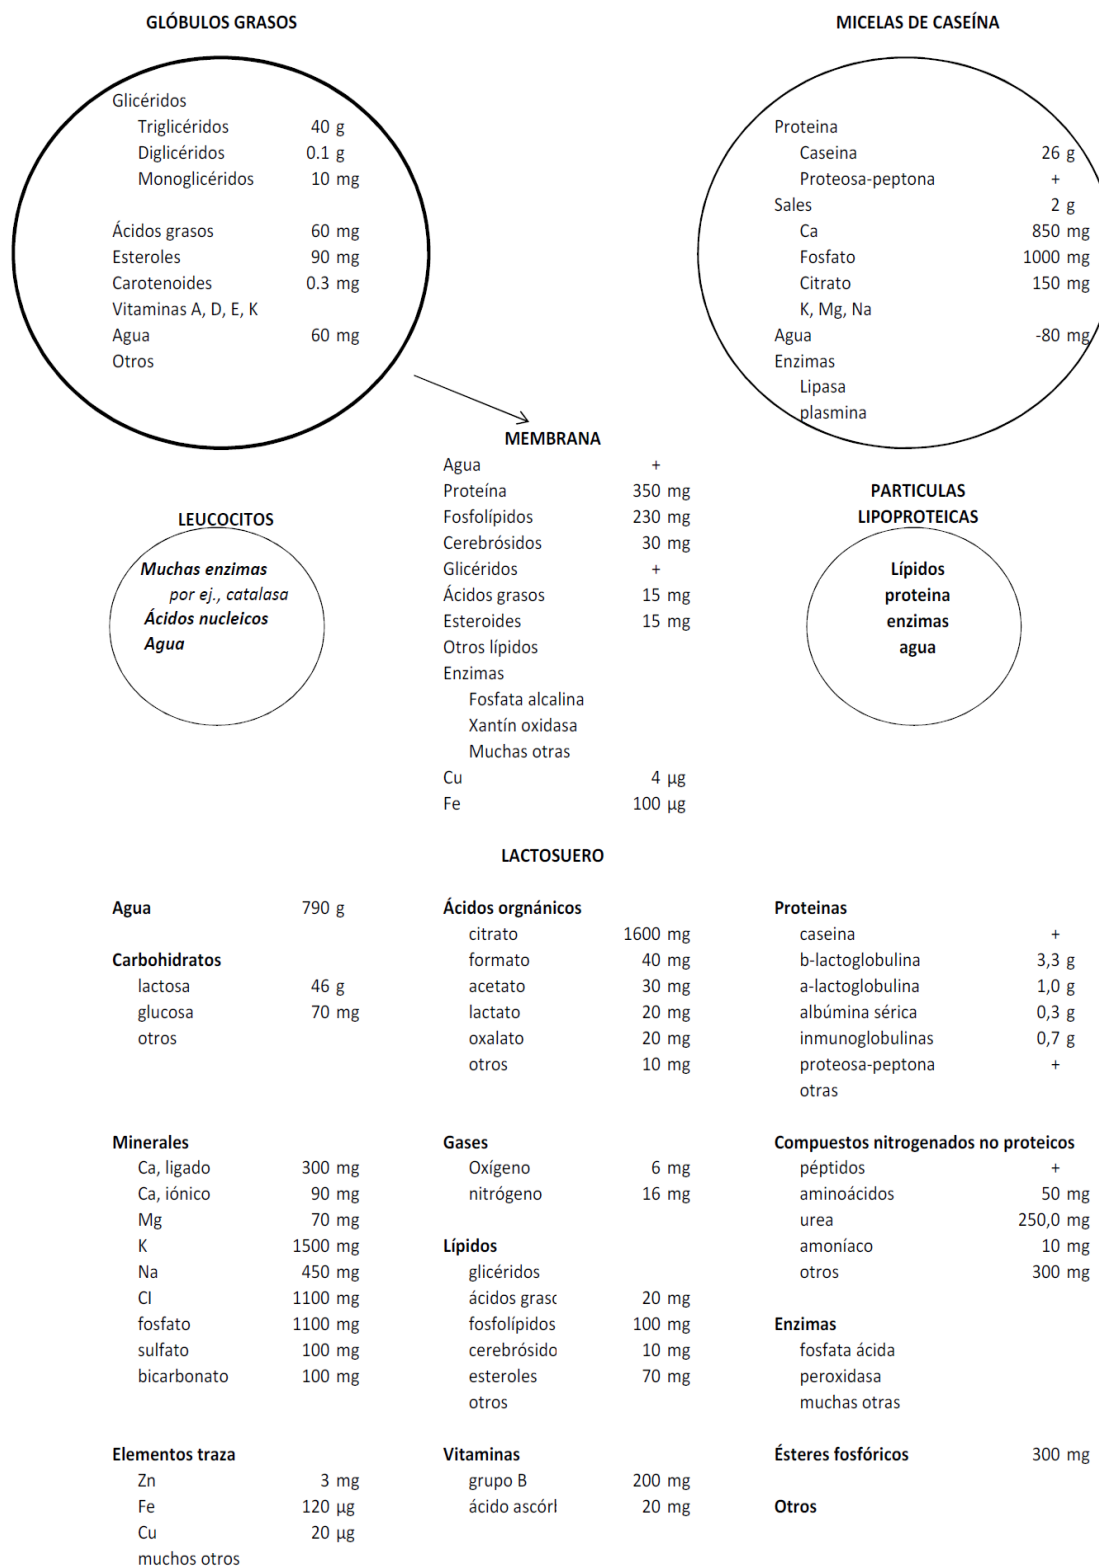 GLÓBULOS GRASOS
Glicéridos
Triglicéridos 40 g
Diglicéridos 0.1 g
Monoglicéridos 10 mg
Ácidos grasos 60 mg
Esteroles 90 mg
Carotenoides 0.3 mg
Vitaminas A, D, E, K
Agua 60 mg
Otros
MICELAS DE CASEÍNA
Proteina
Caseina 26 g
Proteosa-peptona +
Sales 2 g
Ca 850 mg
Fosfato 1000 mg
Citrato 150 mg
K, Mg, Na
Agua -80 mg
Enzimas
Lipasa
plasmina
MEMBRANA
Agua +
Proteína 350 mg
Fosfolípidos 230 mg
Cerebrósidos 30 mg
Glicéridos +
Ácidos grasos 15 mg
Esteroides 15 mg
Otros lípidos
Enzimas
Fosfata alcalina
Xantín oxidasa
Muchas otras
Cu 4 µg
Fe 100 µg
LEUCOCITOS
Muchas enzimas
por ej., catalasa
Ácidos nucleicos
Agua
PARTICULAS
LIPOPROTEICAS
Lípidos
proteina
enzimas
agua
LACTOSUERO
Agua 790 g
Carbohidratos
lactosa 46 g
glucosa 70 mg
otros
Ácidos orgnánicos
citrato 1600 mg
formato 40 mg
acetato 30 mg
lactato 20 mg
oxalato 20 mg
otros 10 mg
Proteinas
caseina +
b-lactoglobulina 3,3 g
a-lactoglobulina 1,0 g
albúmina sérica 0,3 g
inmunoglobulinas 0,7 g
proteosa-peptona +
otras
Minerales
Ca, ligado 300 mg
Ca, iónico 90 mg
Mg 70 mg
K 1500 mg
Na 450 mg
Cl 1100 mg
fosfato 1100 mg
sulfato 100 mg
bicarbonato 100 mg
Gases
Oxígeno 6 mg
nitrógeno 16 mg
Lípidos
glicéridos
ácidos grasc 20 mg
fosfolípidos 100 mg
cerebrósido 10 mg
esteroles 70 mg
otros
Compuestos nitrogenados no proteicos
péptidos +
aminoácidos 50 mg
urea 250,0 mg
amoníaco 10 mg
otros 300 mg
Enzimas
fosfata ácida
peroxidasa
muchas otras
Elementos traza
Zn 3 mg
Fe 120 µg
Cu 20 µg
muchos otros
Vitaminas
grupo B 200 mg
ácido ascórl 20 mg
Ésteres fosfóricos 300 mg
Otros